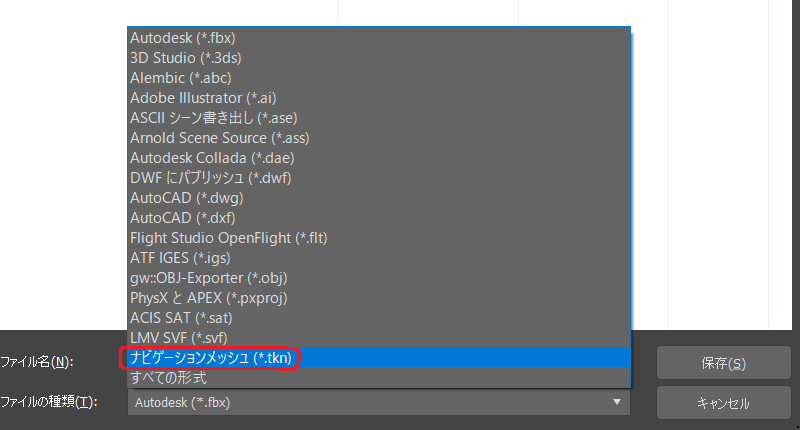 Autodesk (*.fbx)
3D Studio (*.3ds)
Alembic (*.abc)
Adobe Illustrator (*.ai)
ASCII シーン書き出し (*.ase)
Arnold Scene Source (*.ass)
Autodesk Collada (*.dae)
DWF にパブリッシュ (*.dwf)
AutoCAD (*.dwg)
AutoCAD (*.dxf)
Flight Studio OpenFlight (*.flt)
ATF IGES (*.igs)
gw::OBJ-Exporter (*.obj)
PhysX と APEX (*.pxproj)
ACIS SAT (*.sat)
LMV SVF (*.svf)
ナビゲーションメッシュ (*.tkn)
すべての形式
ファイル名(N):
保存(S)
ファイルの種類(T):
Autodesk (*.fbx)
キャンセル